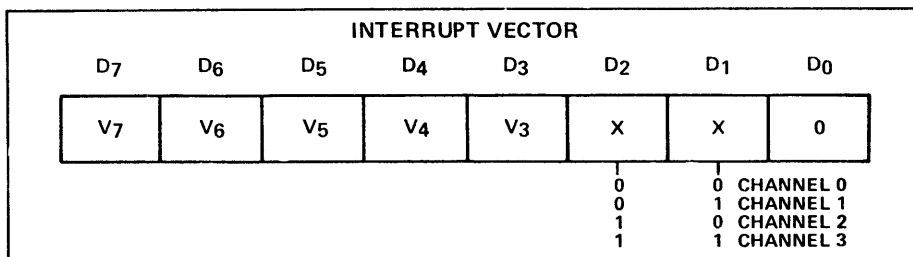 INTERRUPT VECTOR
D7 D6 D5 D4 D3 D2 D1 D0
V7 V6 V5 V4 V3 X X 0
0 0 CHANNEL 0
0 1 CHANNEL 1
1 0 CHANNEL 2
1 1 CHANNEL 3